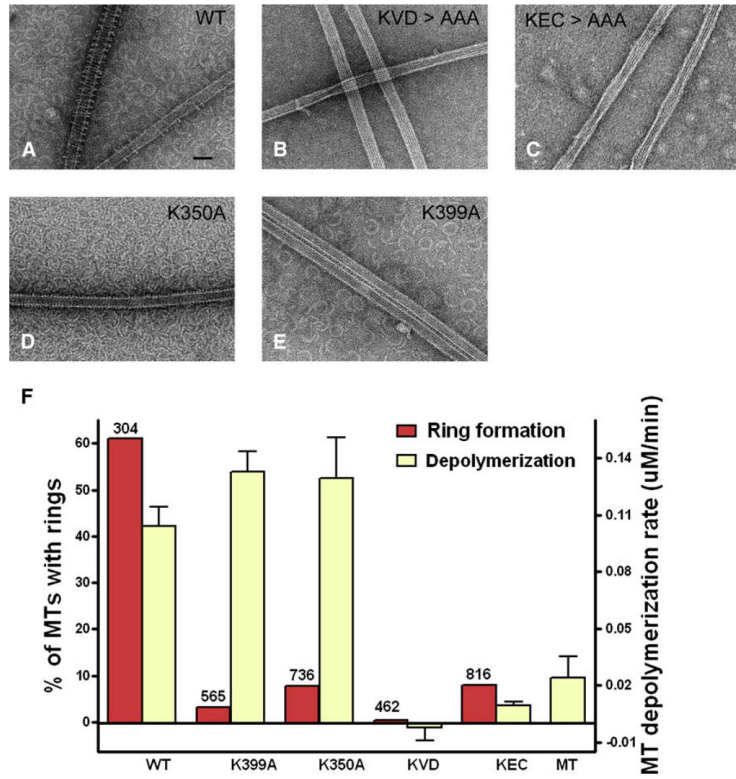 WT
A
KVD > AAA
B
KEC > AAA
C
K350A
D
K399A
E
F
% of MTs with rings
60
50
40
30
20
10
0
304
565
736
462
816
Ring formation
Depolymerization
MT depolymerization rate (uM/min)
0.14
0.11
0.08
0.05
0.02
-0.01
WT
K399A
K350A
KVD
KEC
MT